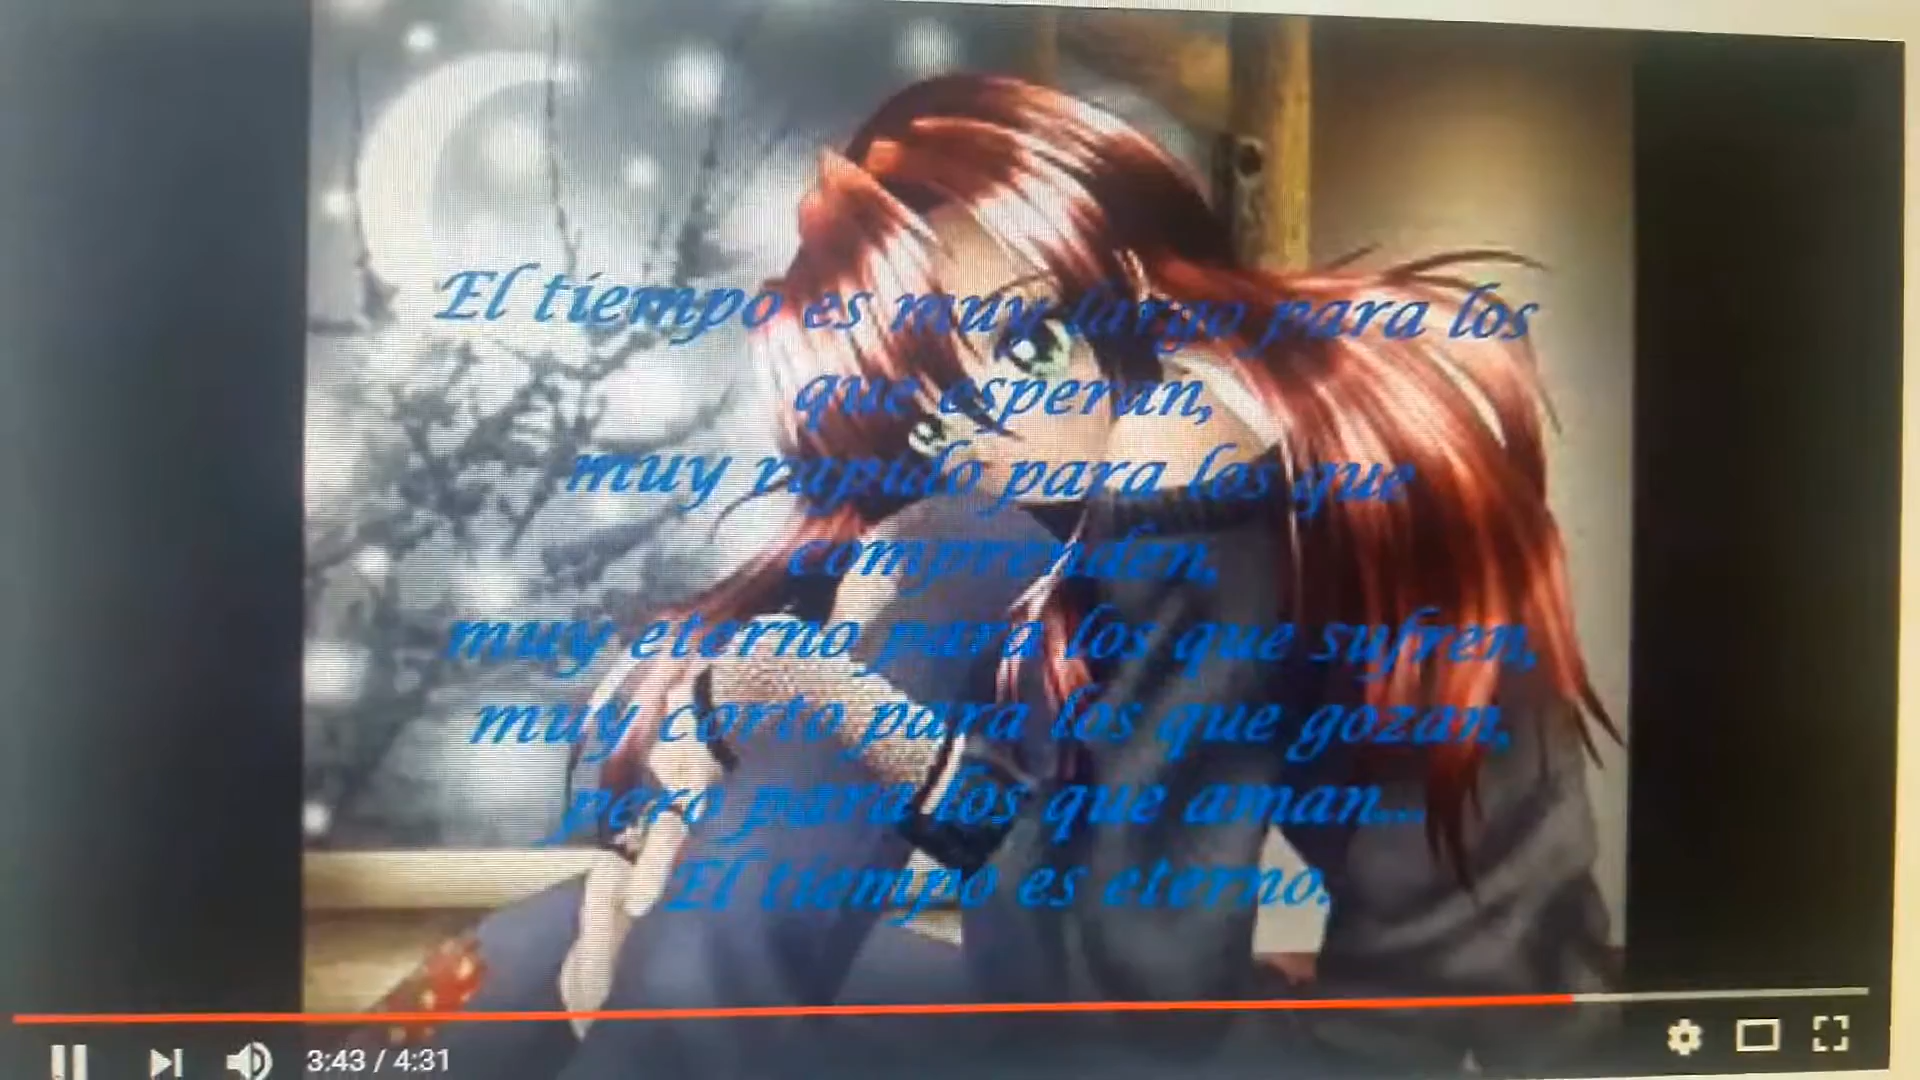 El tiempo es muy largo para los
que esperan,
muy rapido para los que
comprenden,
muy eterno para los que sufren,
muy corto para los que gozan,
pero para los que aman...
El tiempo es eterno.
3:43 / 4:31